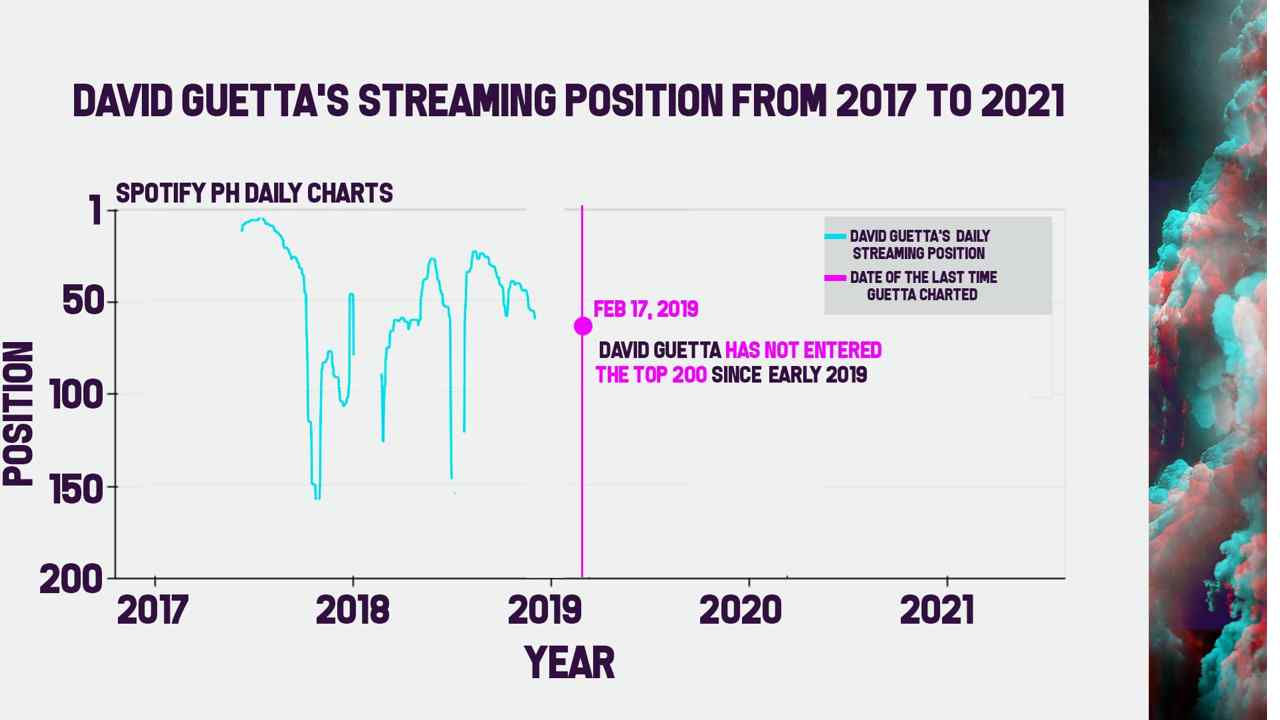 DAVID GUETTA'S STREAMING POSITION FROM 2017 TO 2021
SPOTIFY PH DAILY CHARTS
1
50
100
150
200
POSITION
DAVID GUETTA'S DAILY
STREAMING POSITION
DATE OF THE LAST TIME
GUETTA CHARTED
FEB 17, 2019
DAVID GUETTA HAS NOT ENTERED
THE TOP 200 SINCE EARLY 2019
2017 2018 2019 2020 2021
YEAR